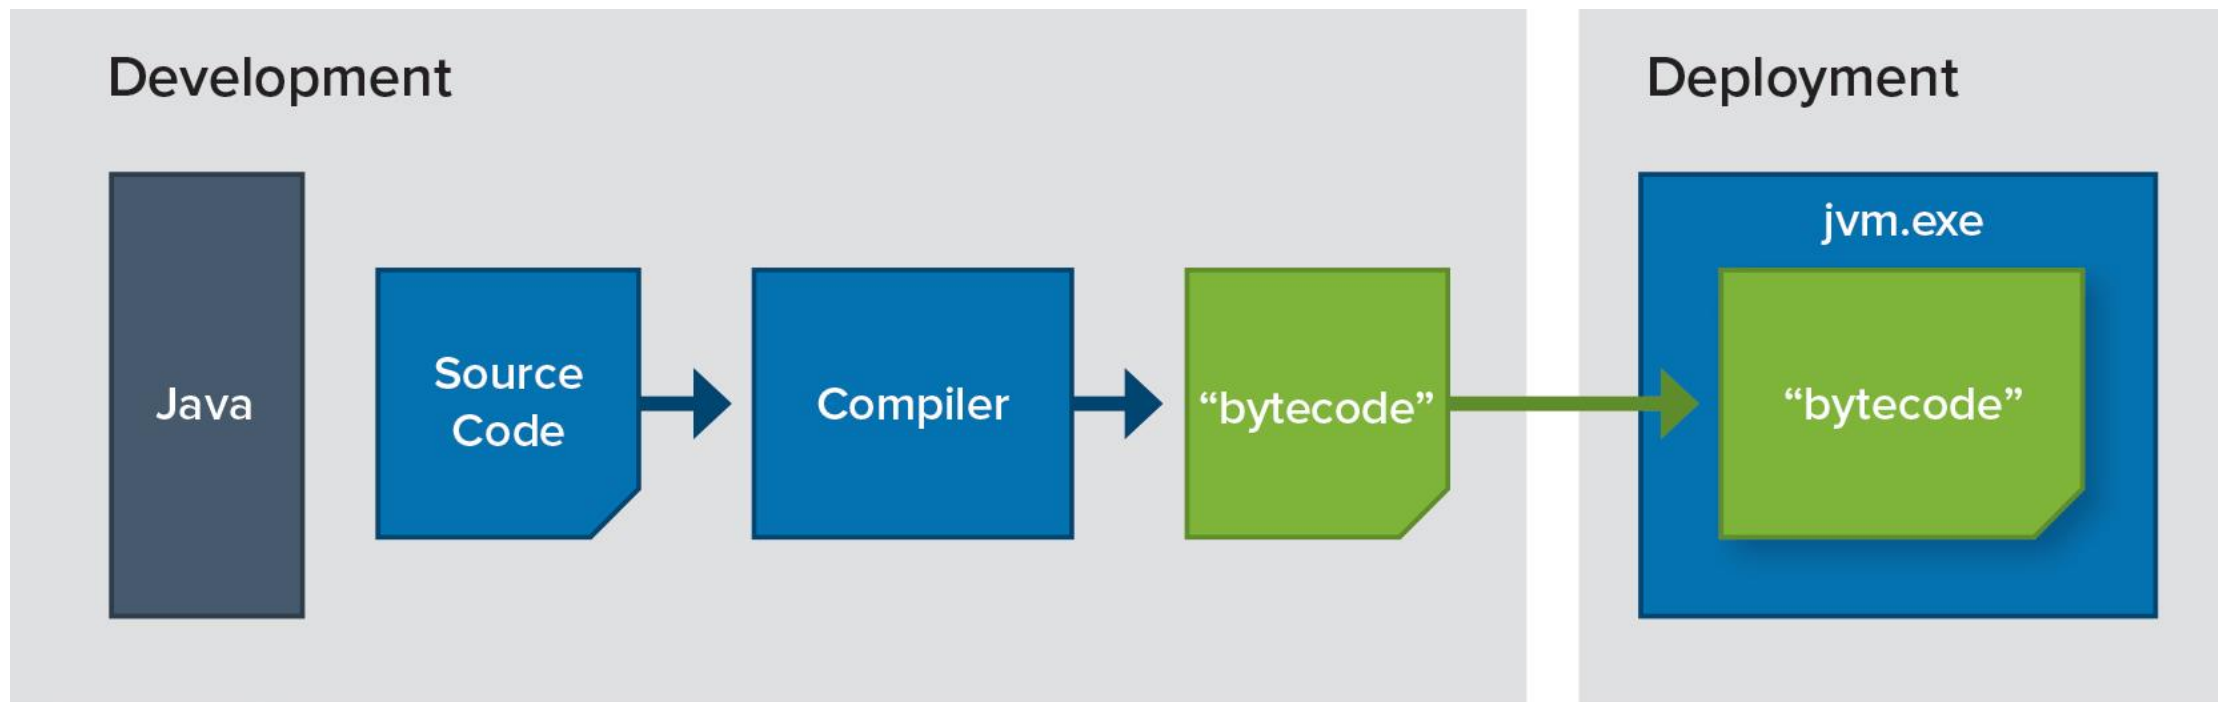 Development
Java
Source
Code
Compiler
“bytecode”
Deployment
jvm.exe
“bytecode”